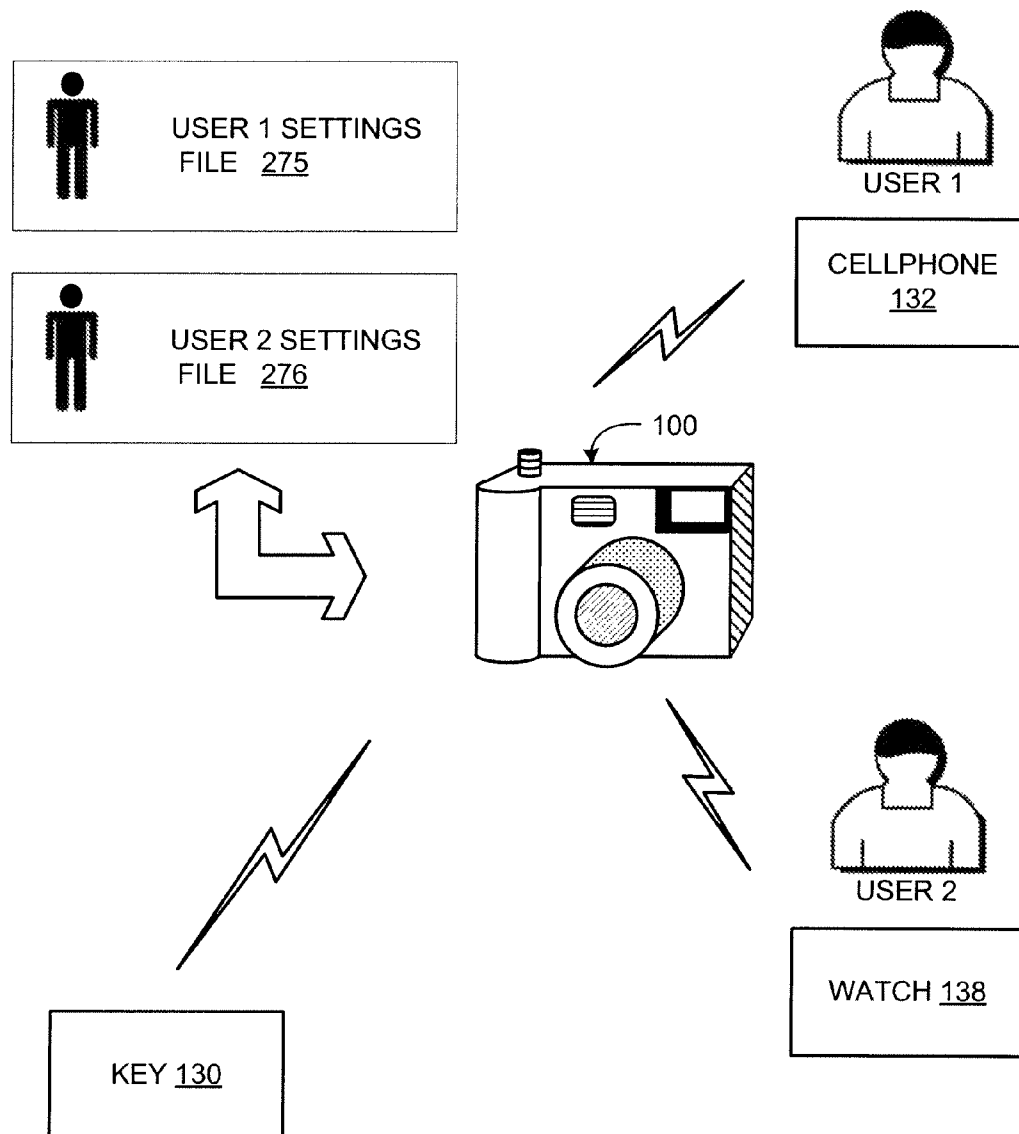 USER 1 SETTINGS
FILE 275
USER 1
CELLPHONE
132
USER 2 SETTINGS
FILE 276
100
USER 2
WATCH 138
KEY 130